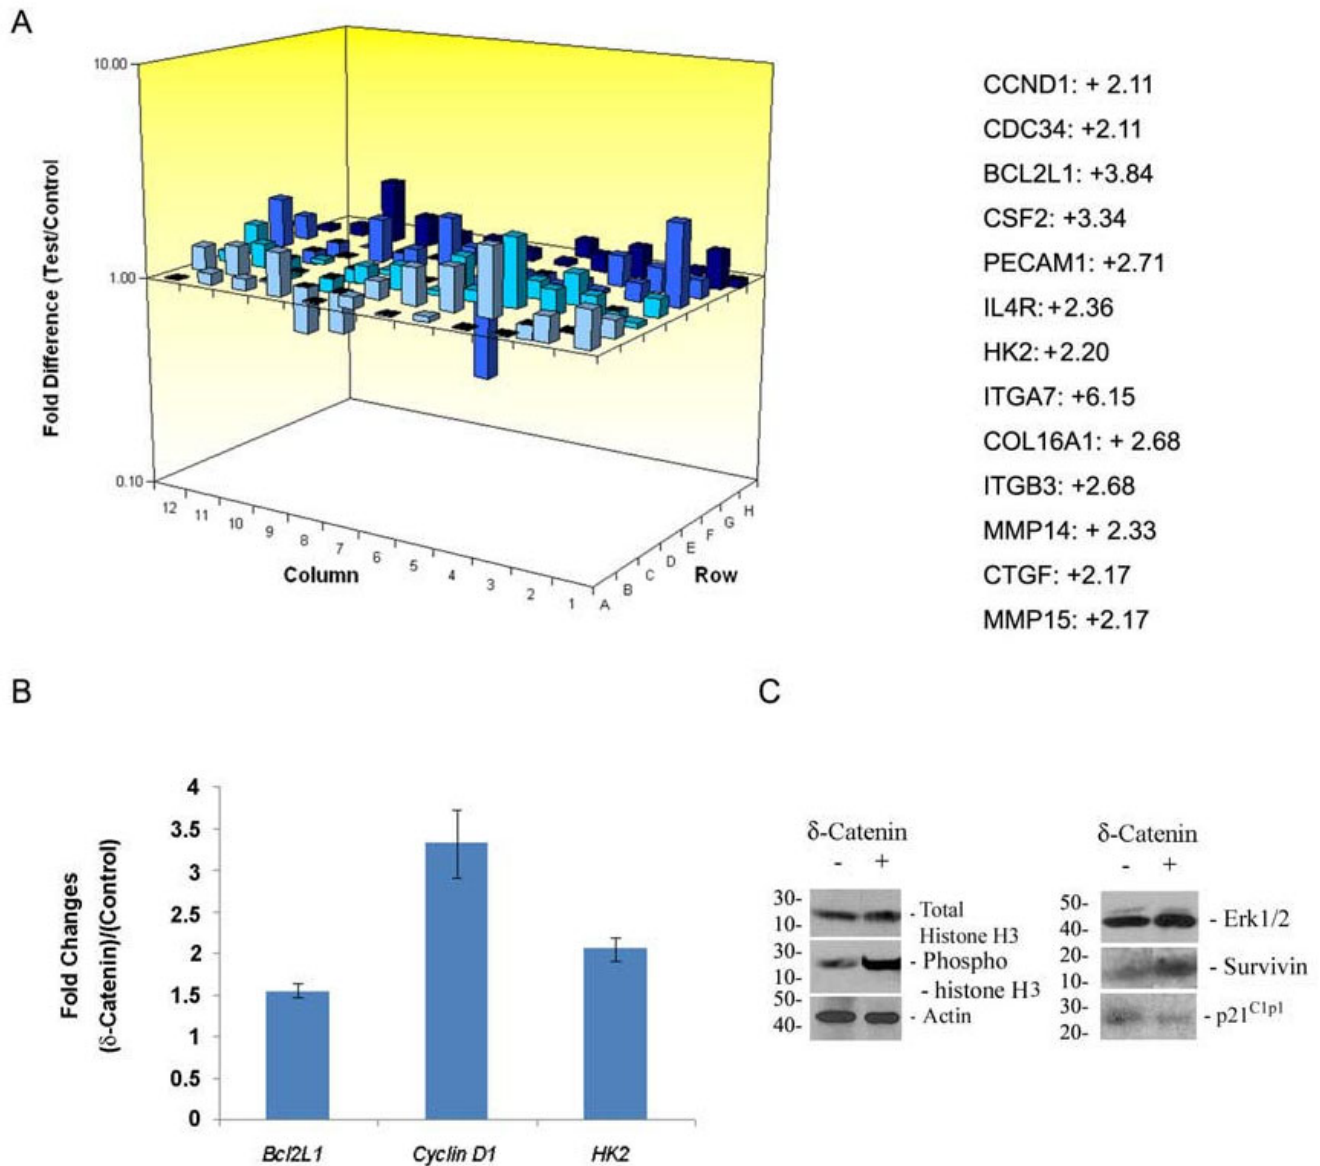 A
10.00
1.00
0.10
Fold Difference (Test/Control
12 11 10 9 8 7 6 5 4 3 2 1
Column
A B C D E F G H
Row
CCND1: + 2.11
CDC34: +2.11
BCL2L1: +3.84
CSF2: +3.34
PECAM1: +2.71
IL4R: +2.36
HK2: +2.20
ITGA7: +6.15
COL16A1: + 2.68
ITGB3: +2.68
MMP14: + 2.33
CTGF: +2.17
MMP15: +2.17
B
Fold Changes
(δ-Catenin)/(Control)
4
3.5
3
2.5
2
1.5
1
0.5
0
Bcl2L1 Cyclin D1 HK2
C
δ-Catenin
- +
30-
10-
- Total
Histone H3
30-
10-
- Phospho
- histone H3
50-
40-
- Actin
δ-Catenin
- +
50-
40-
- Erk1/2
20-
10-
- Survivin
30-
20-
- p21C1p1